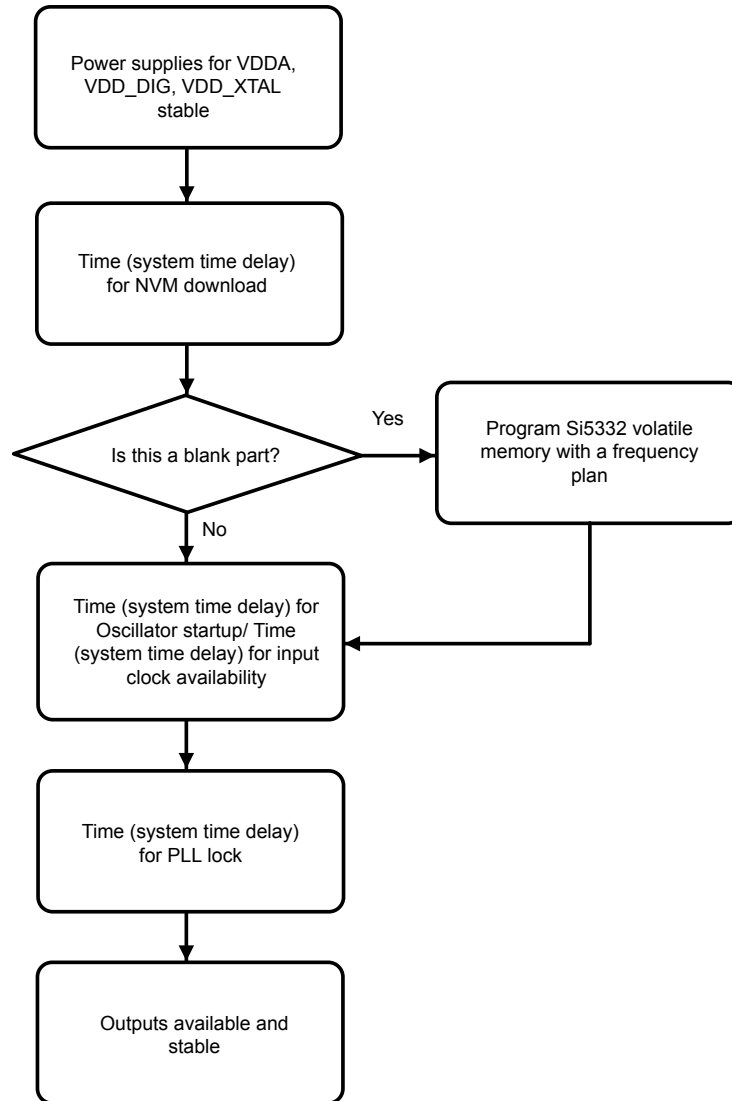 Power supplies for VDDA,
VDD_DIG, VDD_XTAL
stable
Time (system time delay)
for NVM download
Is this a blank part?
Yes
Program Si5332 volatile
memory with a frequency
plan
No
Time (system time delay) for
Oscillator startup/ Time
(system time delay) for input
clock availability
Time (system time delay)
for PLL lock
Outputs available and
stable